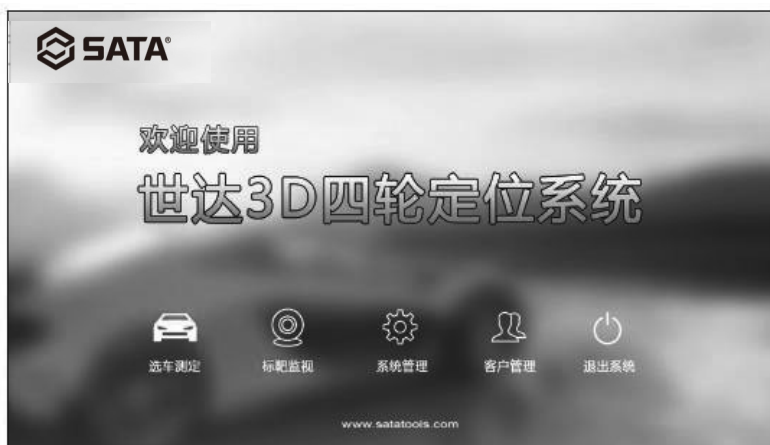 SATA®
欢迎使用
世达3D四轮定位系统
选车测定 标靶监视 系统管理 客户管理 退出系统
www.satatools.com